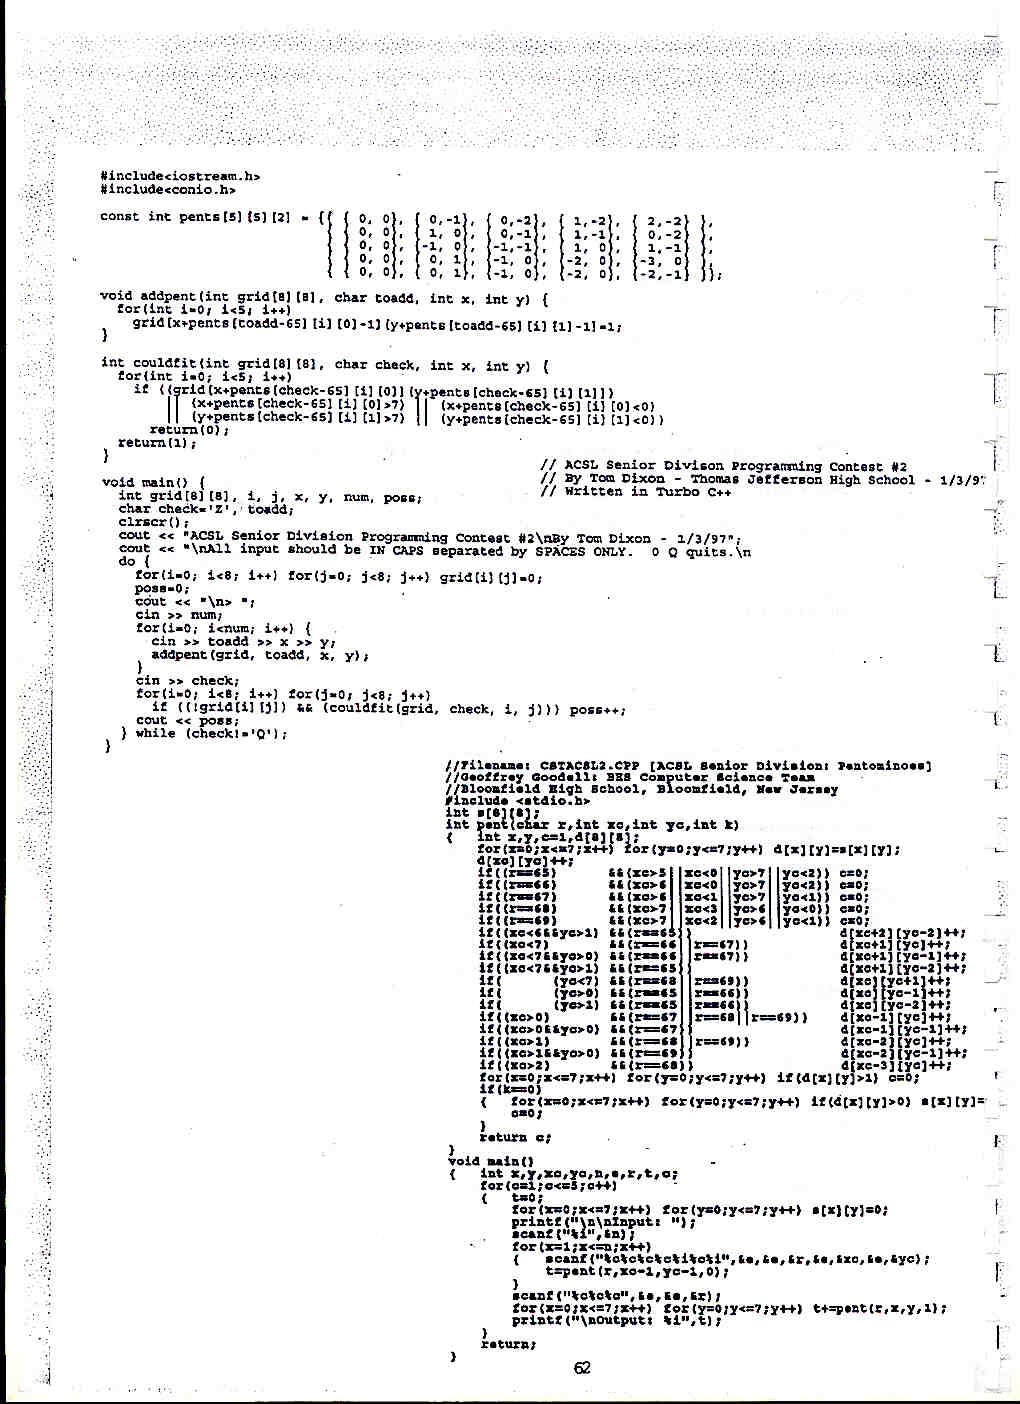 #include<iostream.h>
#include<conio.h>
const int pents[5][5][2] = {{ { 0, 0}, { 0,-1}, { 0,-2}, { 1,-2}, { 2,-2} },
{ { 0, 0}, { 1, 0}, { 0,-1}, { 1,-1}, { 0,-2} },
{ { 0, 0}, {-1, 0}, {-1,-1}, { 1, 0}, { 1,-1} },
{ { 0, 0}, { 0, 1}, {-1, 0}, {-2, 0}, {-3, 0} },
{ { 0, 0}, { 0, 1}, {-1, 0}, {-2, 0}, {-2,-1} }};
void addpent(int grid[8][8], char toadd, int x, int y) {
for(int i=0; i<5; i++)
grid[x+pents[toadd-65][i][0]-1][y+pents[toadd-65][i][1]-1]=1;
}
int couldfit(int grid[8][8], char check, int x, int y) {
for(int i=0; i<5; i++)
if ((grid[x+pents[check-65][i][0]][y+pents[check-65][i][1]])
|| (x+pents[check-65][i][0]>7) || (x+pents[check-65][i][0]<0)
|| (y+pents[check-65][i][1]>7) || (y+pents[check-65][i][1]<0))
return(0);
return(1);
}
// ACSL Senior Divison Programming Contest #2
// By Tom Dixon - Thomas Jefferson High School - 1/3/97
// Written in Turbo C++
void main() {
int grid[8][8], i, j, x, y, num, poss;
char check='Z', toadd;
clrscr();
cout << "ACSL Senior Division Programming Contest #2\nBy Tom Dixon - 1/3/97";
cout << "\nAll input should be IN CAPS separated by SPACES ONLY.  0 Q quits.\n
do {
for(i=0; i<8; i++) for(j=0; j<8; j++) grid[i][j]=0;
poss=0;
cout << "\n> ";
cin >> num;
for(i=0; i<num; i++) {
cin >> toadd >> x >> y;
addpent(grid, toadd, x, y);
}
cin >> check;
for(i=0; i<8; i++) for(j=0; j<8; j++)
if ((!grid[i][j]) && (couldfit(grid, check, i, j))) poss++;
cout << poss;
} while (check!='Q');
}
//Filename: CSTACSL2.CPP [ACSL Senior Division: Pentominoes]
//Geoffrey Goodell: BHS Computer Science Team
//Bloomfield High School, Bloomfield, New Jersey
#include <stdio.h>
int s[8][8];
int pent(char r,int xc,int yc,int k)
{ int x,y,c=1,d[8][8];
for(x=0;x<=7;x++) for(y=0;y<=7;y++) d[x][y]=s[x][y];
d[xc][yc]++;
if((r==65) &&(xc>5||xc<0||yc>7||yc<2)) c=0;
if((r==66) &&(xc>6||xc<0||yc>7||yc<2)) c=0;
if((r==67) &&(xc>6||xc<1||yc>7||yc<1)) c=0;
if((r==68) &&(xc>7||xc<3||yc>6||yc<0)) c=0;
if((r==69) &&(xc>7||xc<2||yc>6||yc<1)) c=0;
if((xc<6&&yc>1) &&(r==65)) d[xc+2][yc-2]++;
if((xc<7) &&(r==66||r==67)) d[xc+1][yc]++;
if((xc<7&&yc>0) &&(r==66||r==67)) d[xc+1][yc-1]++;
if((xc<7&&yc>1) &&(r==65)) d[xc+1][yc-2]++;
if( (yc<7) &&(r==68||r==69)) d[xc][yc+1]++;
if( (yc>0) &&(r==65||r==66)) d[xc][yc-1]++;
if( (yc>1) &&(r==65||r==66)) d[xc][yc-2]++;
if((xc>0) &&(r==67||r==68||r==69)) d[xc-1][yc]++;
if((xc>0&&yc>0) &&(r==67)) d[xc-1][yc-1]++;
if((xc>1) &&(r==68||r==69)) d[xc-2][yc]++;
if((xc>1&&yc>0) &&(r==69)) d[xc-2][yc-1]++;
if((xc>2) &&(r==68)) d[xc-3][yc]++;
for(x=0;x<=7;x++) for(y=0;y<=7;y++) if(d[x][y]>1) c=0;
if(k==0)
{ for(x=0;x<=7;x++) for(y=0;y<=7;y++) if(d[x][y]>0) s[x][y]=
c=0;
}
return c;
}
void main()
{ int x,y,xc,yc,n,e,r,t,c;
for(c=1;c<=5;c++)
{ t=0;
for(x=0;x<=7;x++) for(y=0;y<=7;y++) s[x][y]=0;
printf("\n\nInput: ");
scanf("%i",&n);
for(x=1;x<=n;x++)
{ scanf("%c%c%c%c%i%c%i",&e,&e,&r,&e,&xc,&e,&yc);
t=pent(r,xc-1,yc-1,0);
}
scanf("%c%c%c",&e,&e,&r);
for(x=0;x<=7;x++) for(y=0;y<=7;y++) t+=pent(r,x,y,1);
printf("\nOutput: %i",t);
}
return;
}
62